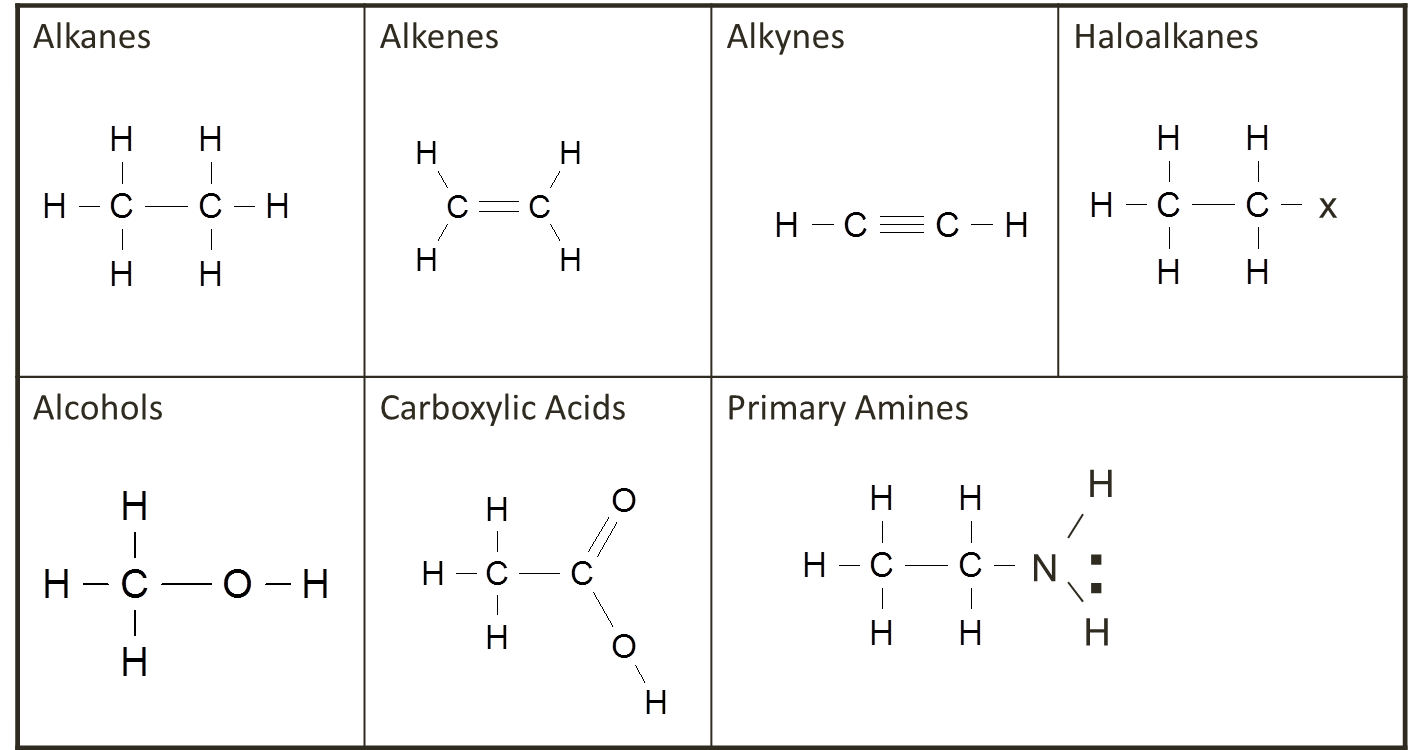 Alkanes
Alkenes
Alkynes
Haloalkanes
H H
H C C H
H H
H H
C C
H H
H C C H
H H
H C C x
H H
Alcohols
Carboxylic Acids
Primary Amines
H
H C O H
H
H O
H C C
H O
H
H H H
H C C N :
H H H